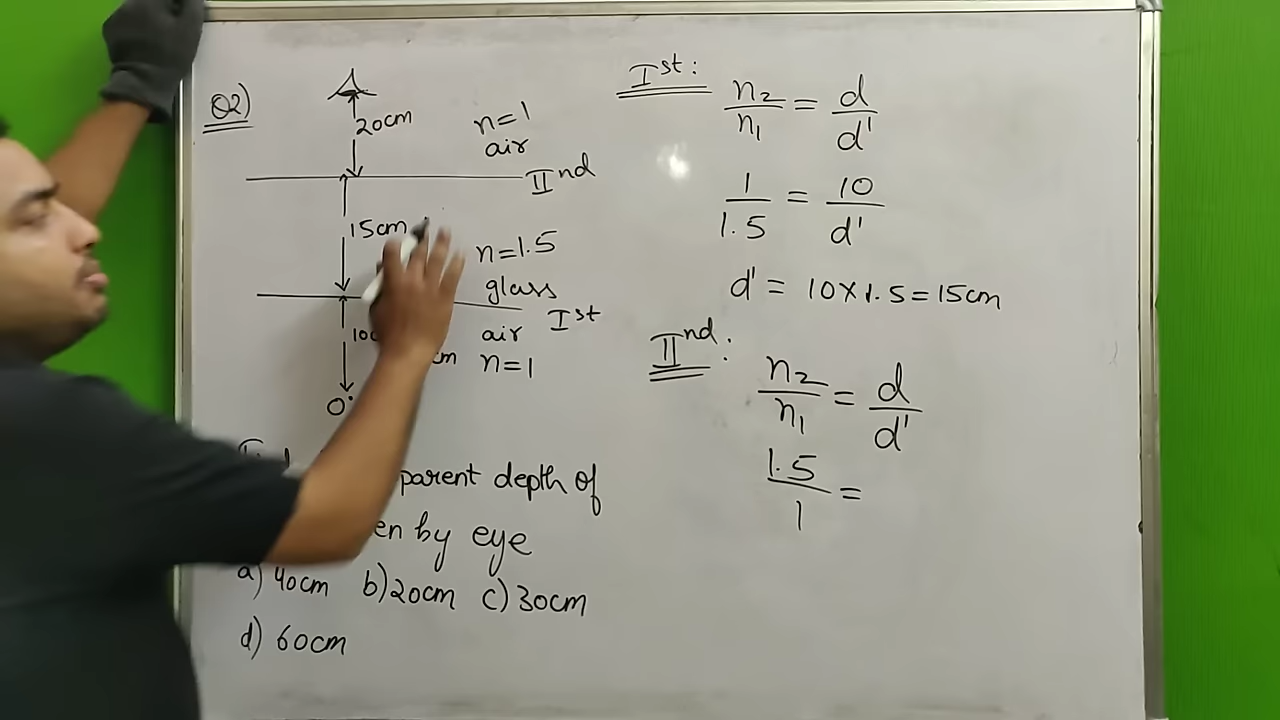 Q2)
20cm
n=1
air
IInd
15cm
n=1.5
glass
Ist
air
cm n=1
O
parent depth of
en by eye
a) 40cm b) 20cm c) 30cm
d) 60cm
Ist:
n2/n1 = d/d'
1/1.5 = 10/d'
d' = 10×1.5=15cm
IInd:
n2/n1 = d/d'
1.5/1 =